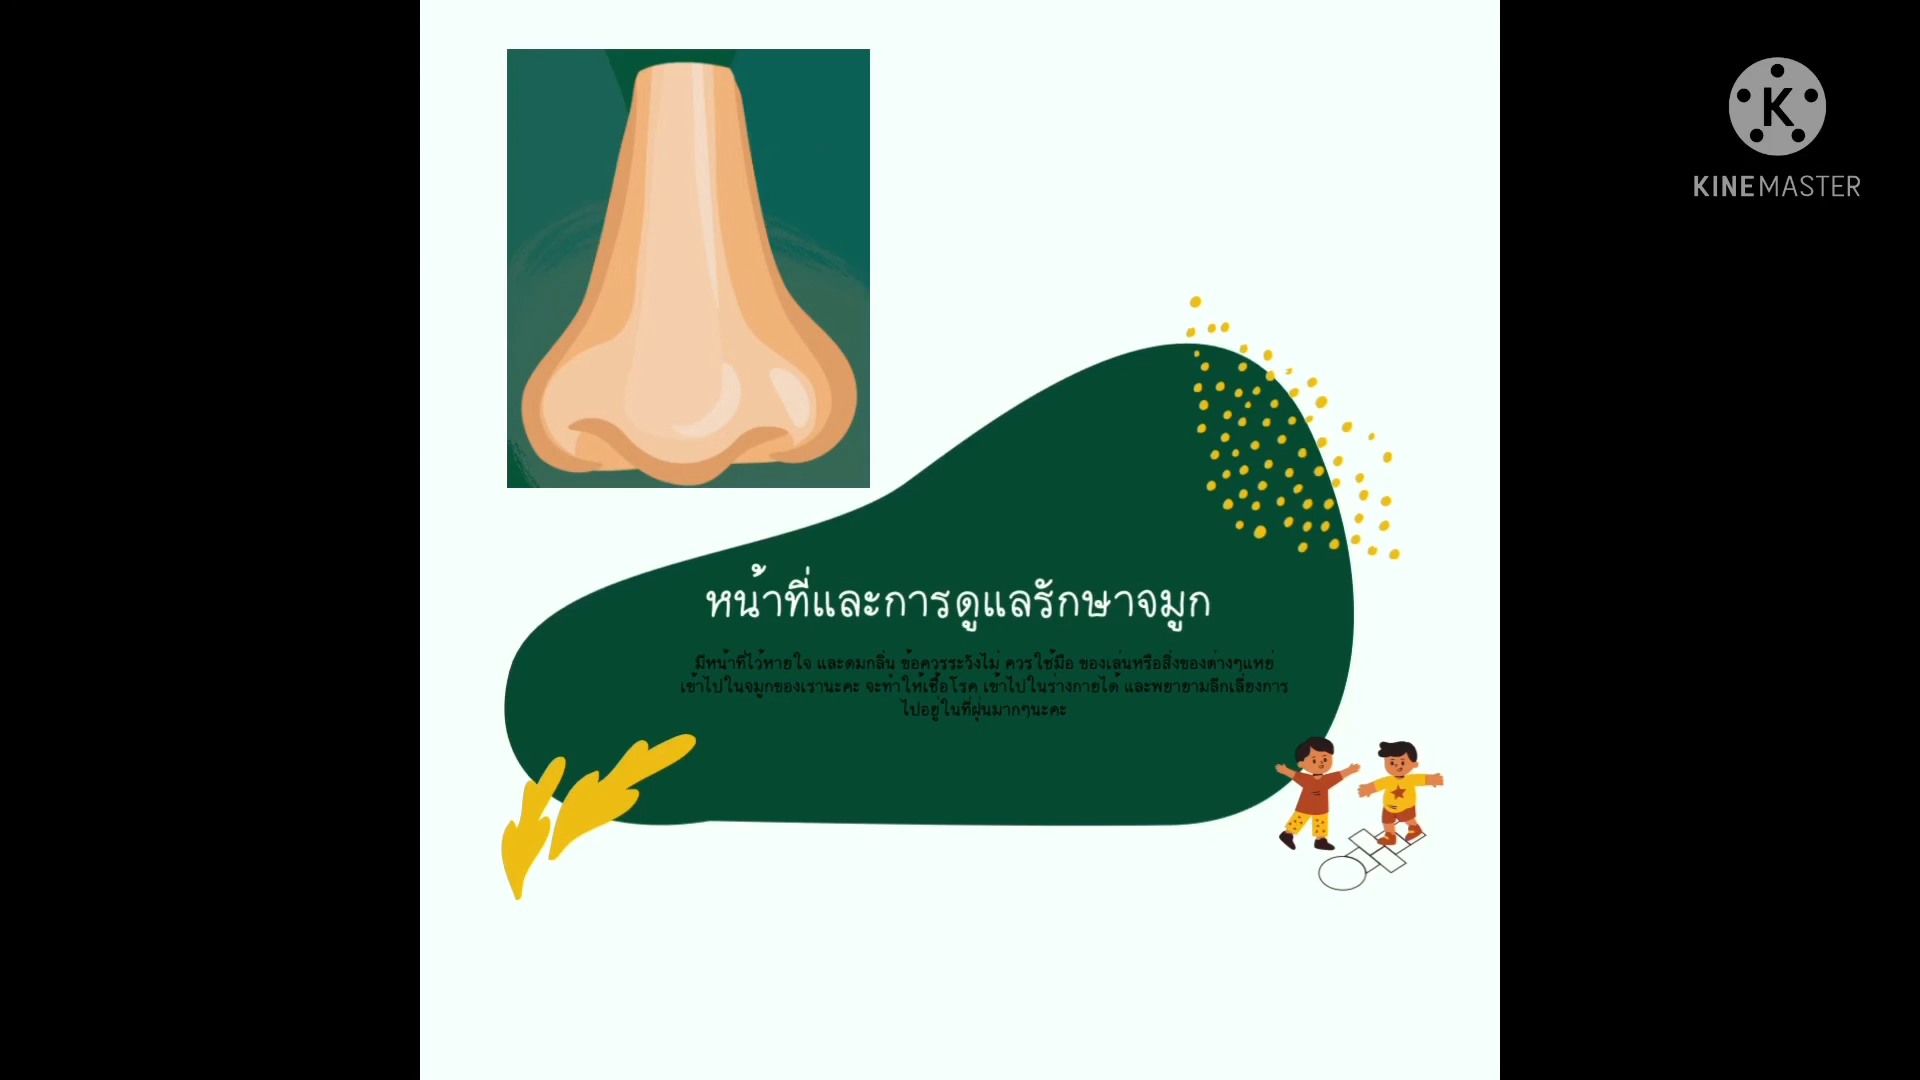 KINEMASTER
หน้าที่และการดูแลรักษาจมูก
มีหน้าที่ไว้หายใจ และดมกลิ่น ข้อควรระวังไม่ ควรใช้มือ ของเล่นหรือสิ่งของต่างๆแหย่
เข้าไปในจมูกของเรานะคะ จะทำให้เชื้อโรค เข้าไปในร่างกายได้ และพยายามลีกเลี่ยงการ
ไปอยู่ในที่ฝุ่นมากๆนะคะ